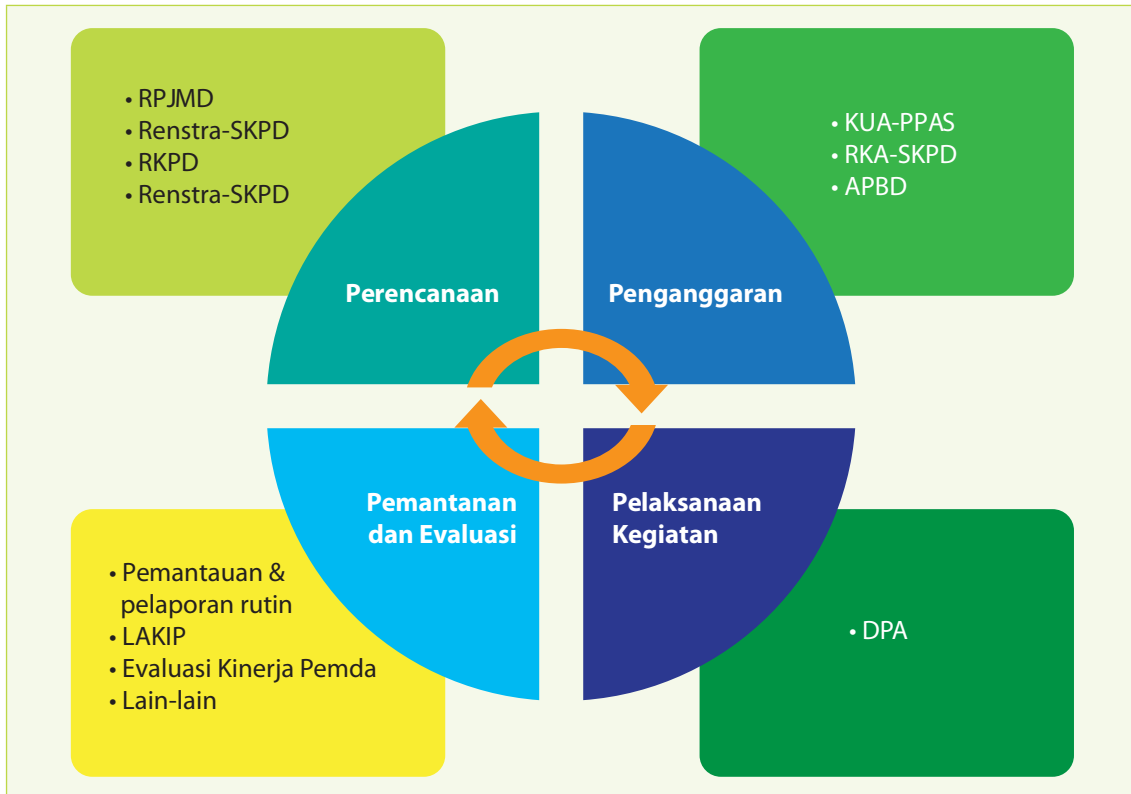 • RPJMD
• Renstra-SKPD
• RKPD
• Renstra-SKPD
• KUA-PPAS
• RKA-SKPD
• APBD
Perencanaan
Penganggaran
Pemantanan
dan Evaluasi
Pelaksanaan
Kegiatan
• Pemantauan &
pelaporan rutin
• LAKIP
• Evaluasi Kinerja Pemda
• Lain-lain
• DPA